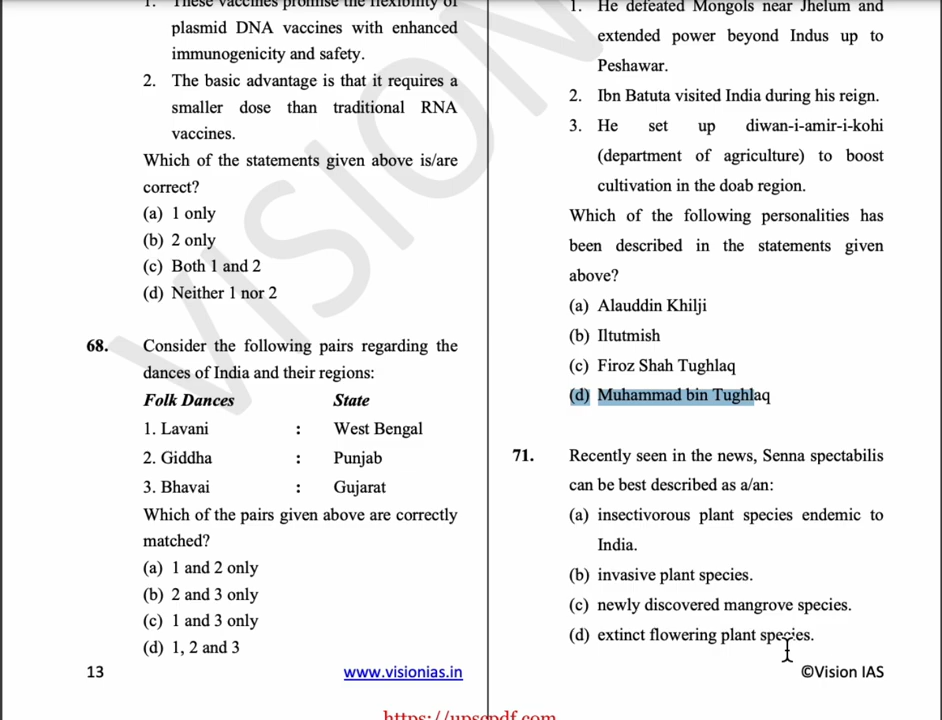 1. These vaccines promise the flexibility of
plasmid DNA vaccines with enhanced
immunogenicity and safety.
2. The basic advantage is that it requires a
smaller dose than traditional RNA
vaccines.
Which of the statements given above is/are
correct?
(a) 1 only
(b) 2 only
(c) Both 1 and 2
(d) Neither 1 nor 2
68. Consider the following pairs regarding the
dances of India and their regions:
Folk Dances State
1. Lavani : West Bengal
2. Giddha : Punjab
3. Bhavai : Gujarat
Which of the pairs given above are correctly
matched?
(a) 1 and 2 only
(b) 2 and 3 only
(c) 1 and 3 only
(d) 1, 2 and 3
1. He defeated Mongols near Jhelum and
extended power beyond Indus up to
Peshawar.
2. Ibn Batuta visited India during his reign.
3. He set up diwan-i-amir-i-kohi
(department of agriculture) to boost
cultivation in the doab region.
Which of the following personalities has
been described in the statements given
above?
(a) Alauddin Khilji
(b) Iltutmish
(c) Firoz Shah Tughlaq
(d) Muhammad bin Tughlaq
71. Recently seen in the news, Senna spectabilis
can be best described as a/an:
(a) insectivorous plant species endemic to
India.
(b) invasive plant species.
(c) newly discovered mangrove species.
(d) extinct flowering plant species.
13 www.visionias.in ©Vision IAS
https://upscpdf.com
VISION